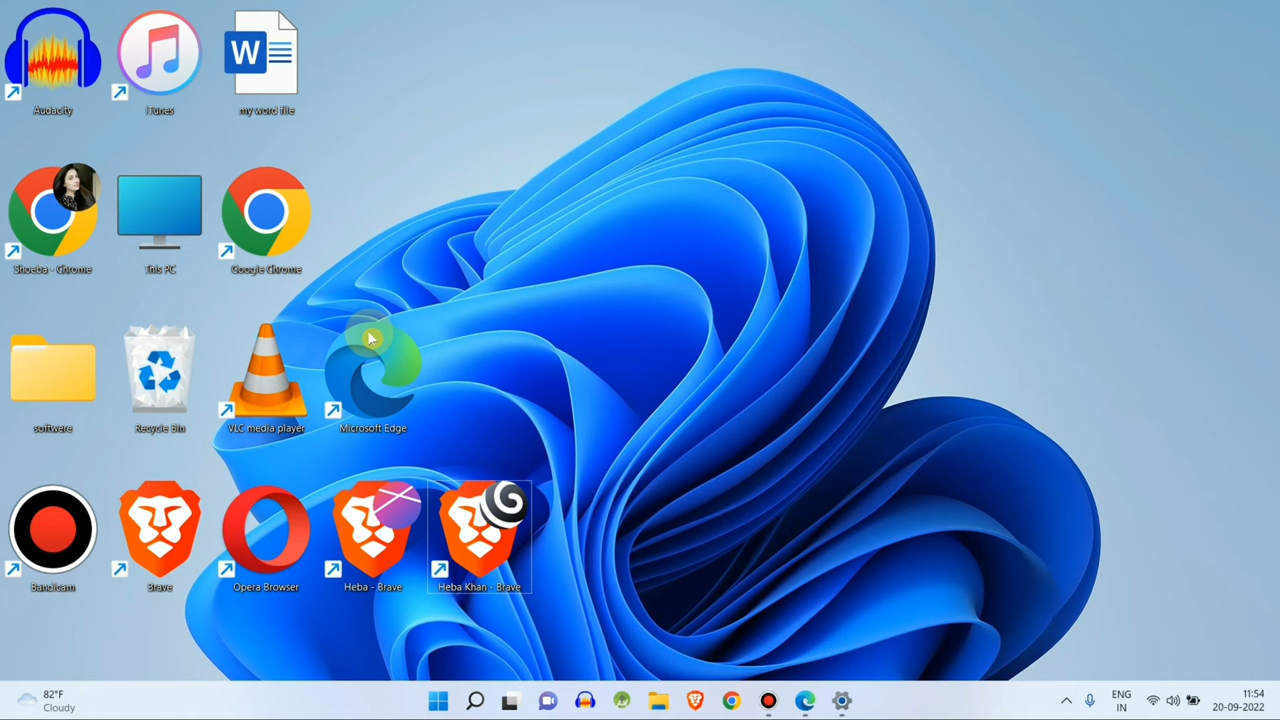 Audacity
iTunes
W
my word file
Shoeba - Chrome
This PC
Google Chrome
softwere
Recycle Bin
VLC media player
Microsoft Edge
Bandicam
Brave
Opera Browser
Heba - Brave
Heba Khan - Brave
82°F
Cloudy
ENG
IN
11:54
20-09-2022